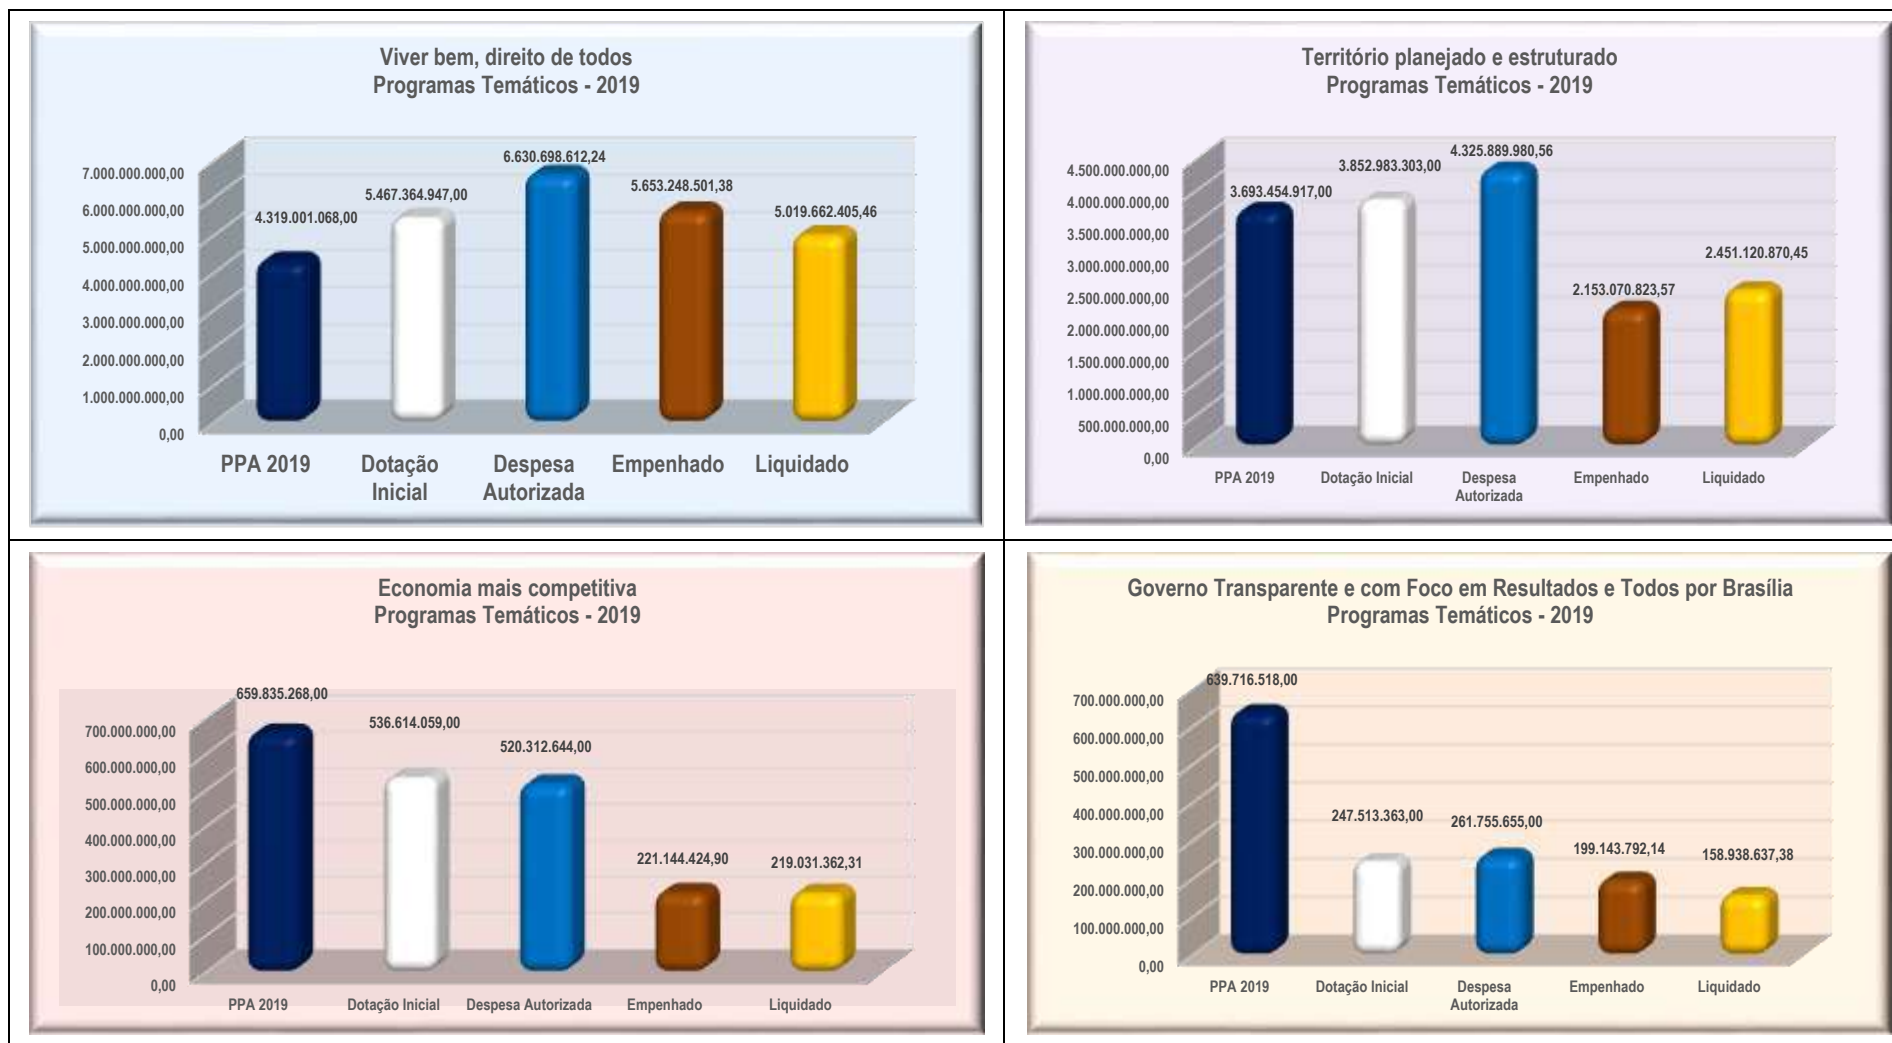 Viver bem, direito de todos
Programas Temáticos - 2019
7.000.000.000,00
6.000.000.000,00
5.000.000.000,00
4.000.000.000,00
3.000.000.000,00
2.000.000.000,00
1.000.000.000,00
0,00
4.319.001.068,00
5.467.364.947,00
6.630.698.612,24
5.653.248.501,38
5.019.662.405,46
PPA 2019
Dotação
Inicial
Despesa
Autorizada
Empenhado
Liquidado
Território planejado e estruturado
Programas Temáticos - 2019
4.500.000.000,00
4.000.000.000,00
3.500.000.000,00
3.000.000.000,00
2.500.000.000,00
2.000.000.000,00
1.500.000.000,00
1.000.000.000,00
500.000.000,00
0,00
3.693.454.917,00
3.852.983.303,00
4.325.889.980,56
2.153.070.823,57
2.451.120.870,45
PPA 2019
Dotação Inicial
Despesa
Autorizada
Empenhado
Liquidado
Economia mais competitiva
Programas Temáticos - 2019
700.000.000,00
600.000.000,00
500.000.000,00
400.000.000,00
300.000.000,00
200.000.000,00
100.000.000,00
0,00
659.835.268,00
536.614.059,00
520.312.644,00
221.144.424,90
219.031.362,31
PPA 2019
Dotação Inicial
Despesa Autorizada
Empenhado
Liquidado
Governo Transparente e com Foco em Resultados e Todos por Brasília
Programas Temáticos - 2019
700.000.000,00
600.000.000,00
500.000.000,00
400.000.000,00
300.000.000,00
200.000.000,00
100.000.000,00
0,00
639.716.518,00
247.513.363,00
261.755.655,00
199.143.792,14
158.938.637,38
PPA 2019
Dotação Inicial
Despesa
Autorizada
Empenhado
Liquidado